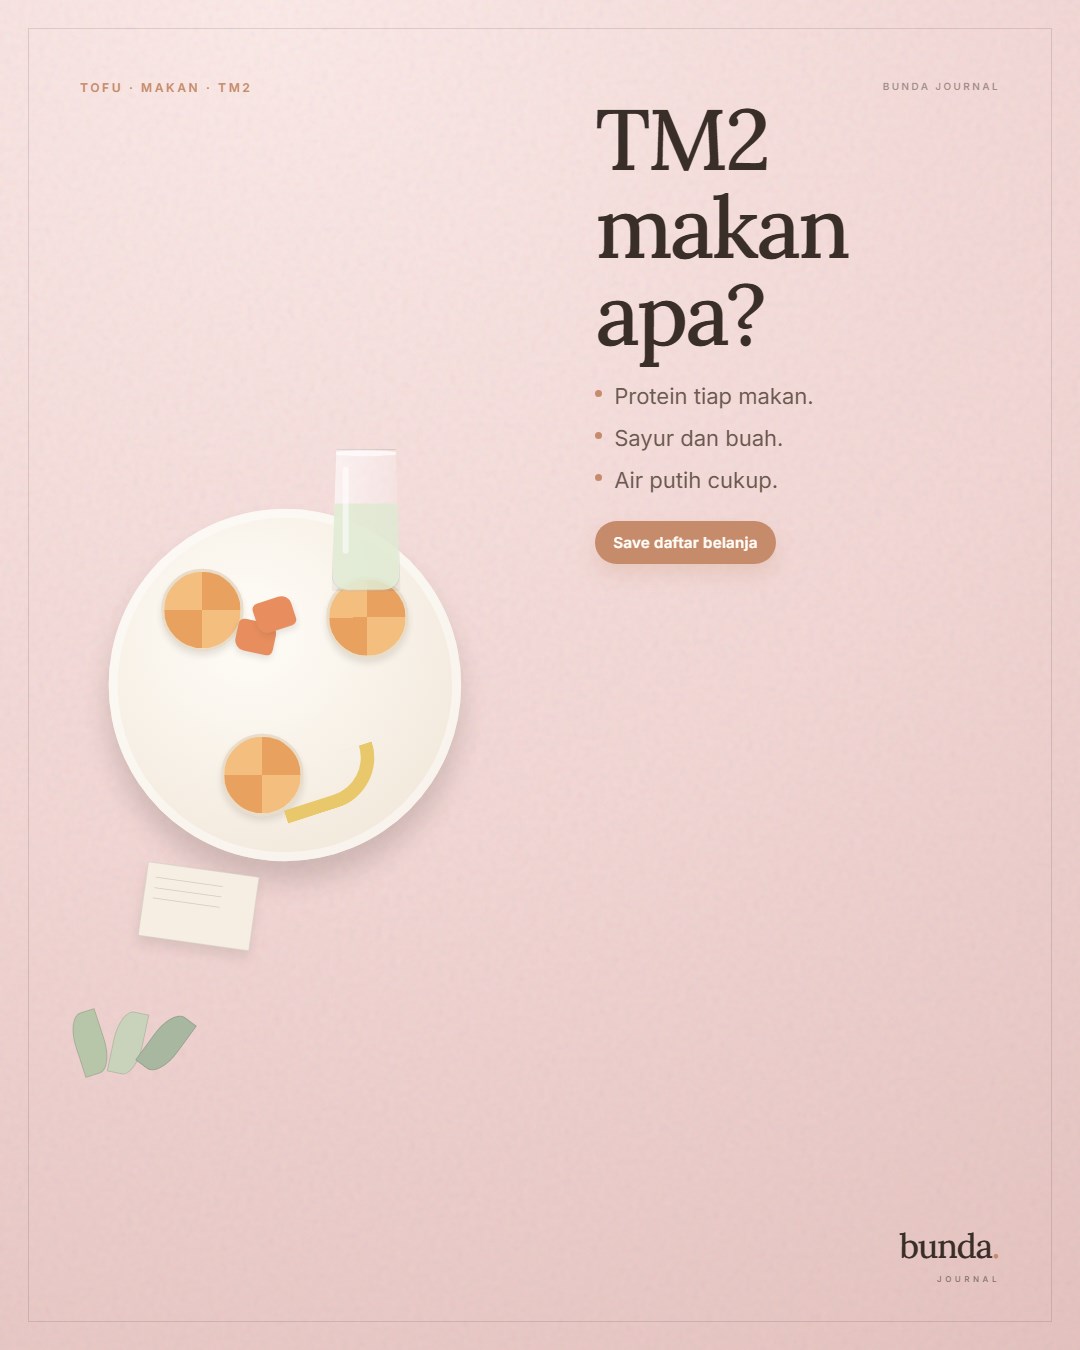 TOFU · MAKAN · TM2
BUNDA JOURNAL
TM2
makan
apa?
Protein tiap makan.
Sayur dan buah.
Air putih cukup.
Save daftar belanja
bunda.
JOURNAL